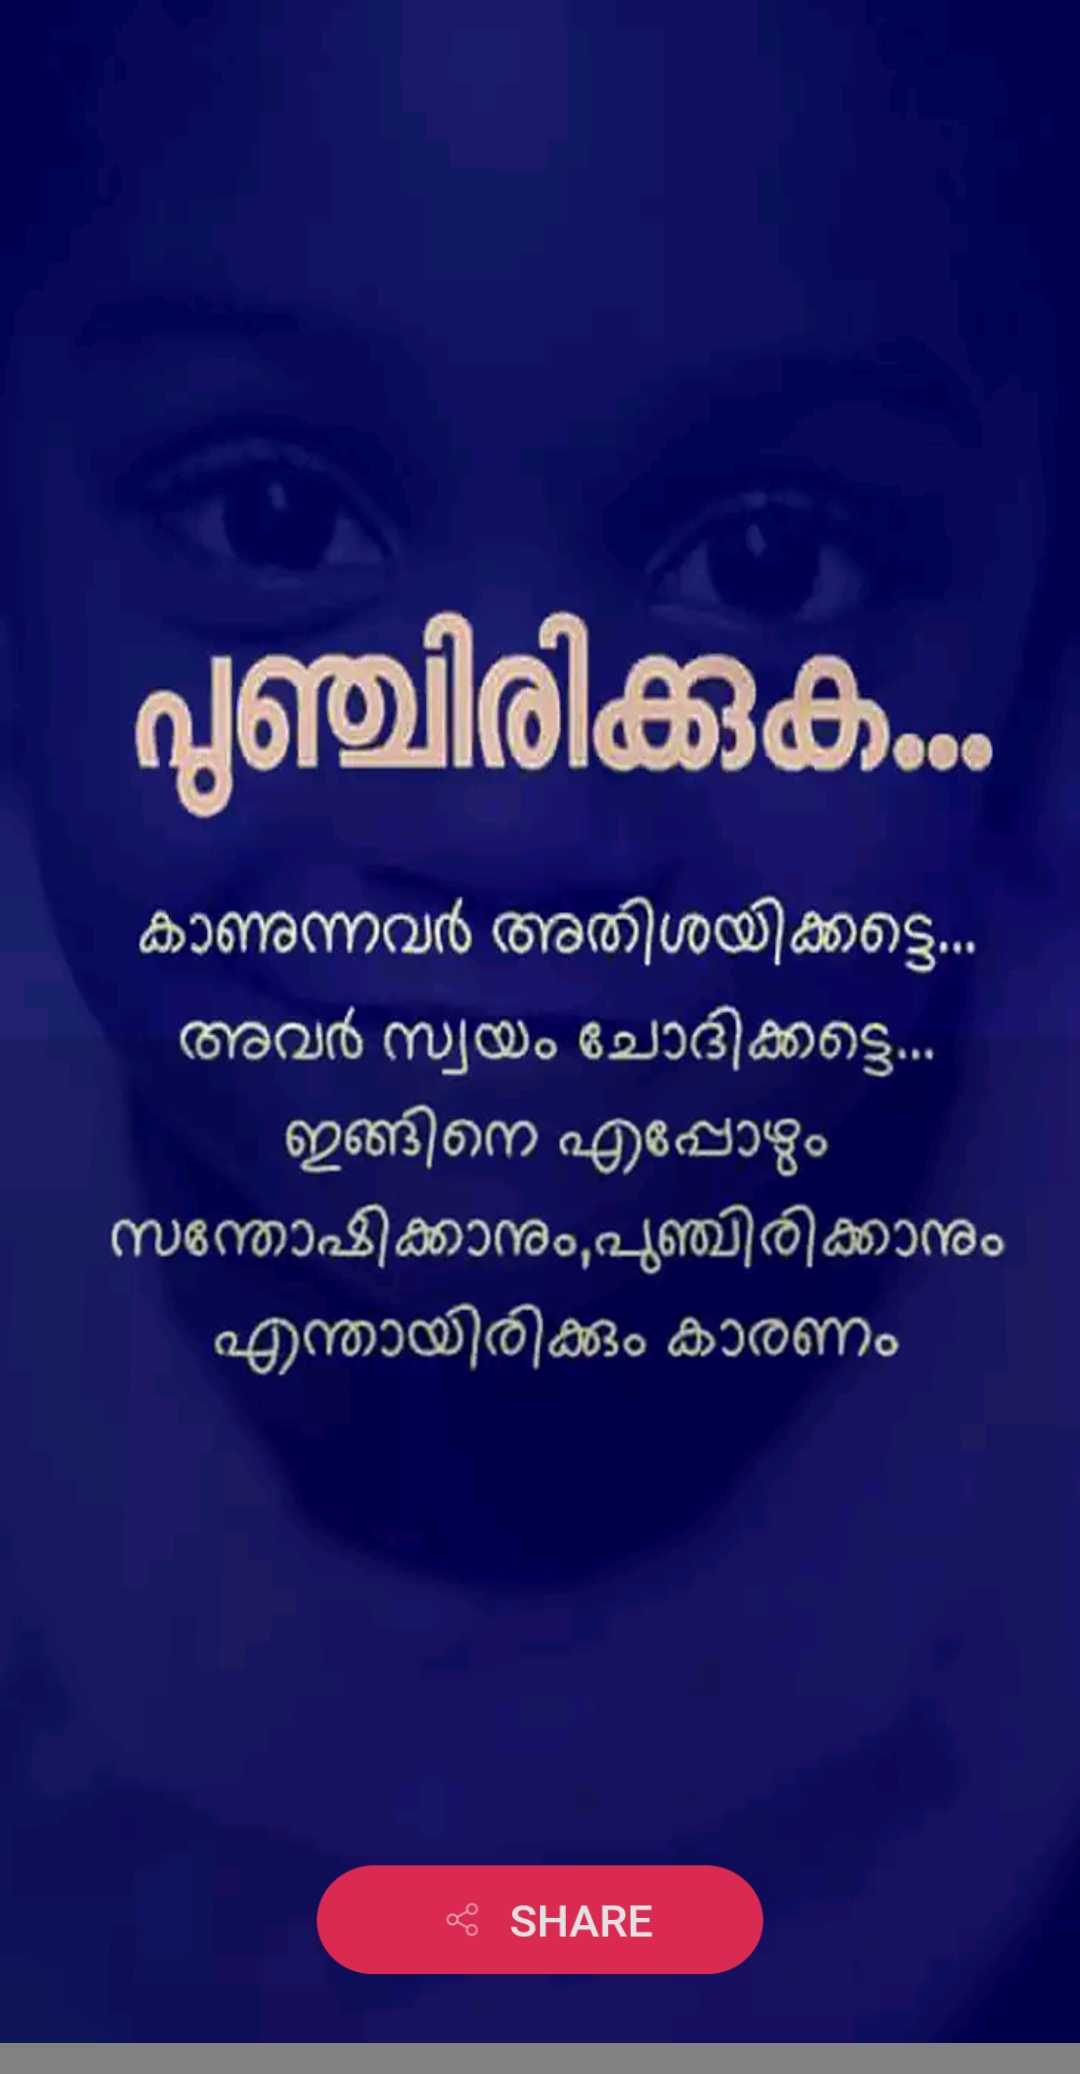 പുഞ്ചിരിക്കുക...
കാണുന്നവർ അതിശയിക്കട്ടെ...
അവർ സ്വയം ചോദിക്കട്ടെ...
ഇങ്ങിനെ എപ്പോഴും
സന്തോഷിക്കാനും,പുഞ്ചിരിക്കാനും
എന്തായിരിക്കും കാരണം
SHARE